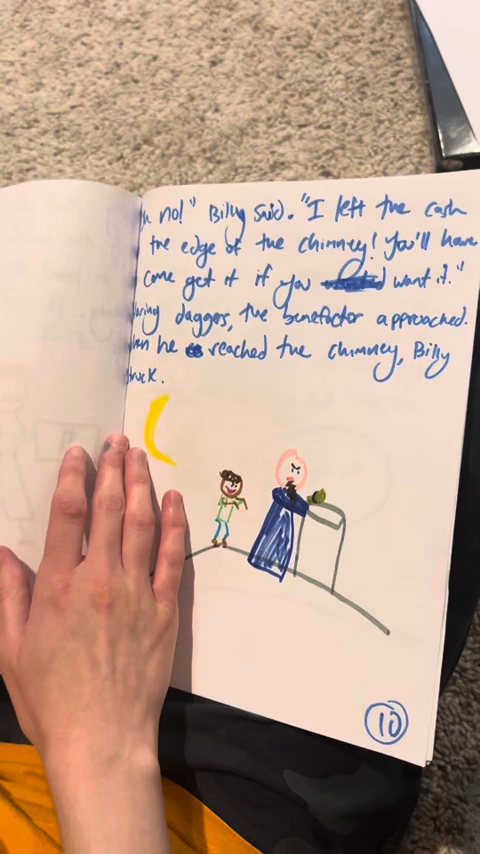 no!" Billy said. "I left the cash
the edge of the chimney! You'll have
come get it if you want it."
daggers, the benefactor approached.
he reached the chimney, Billy
10